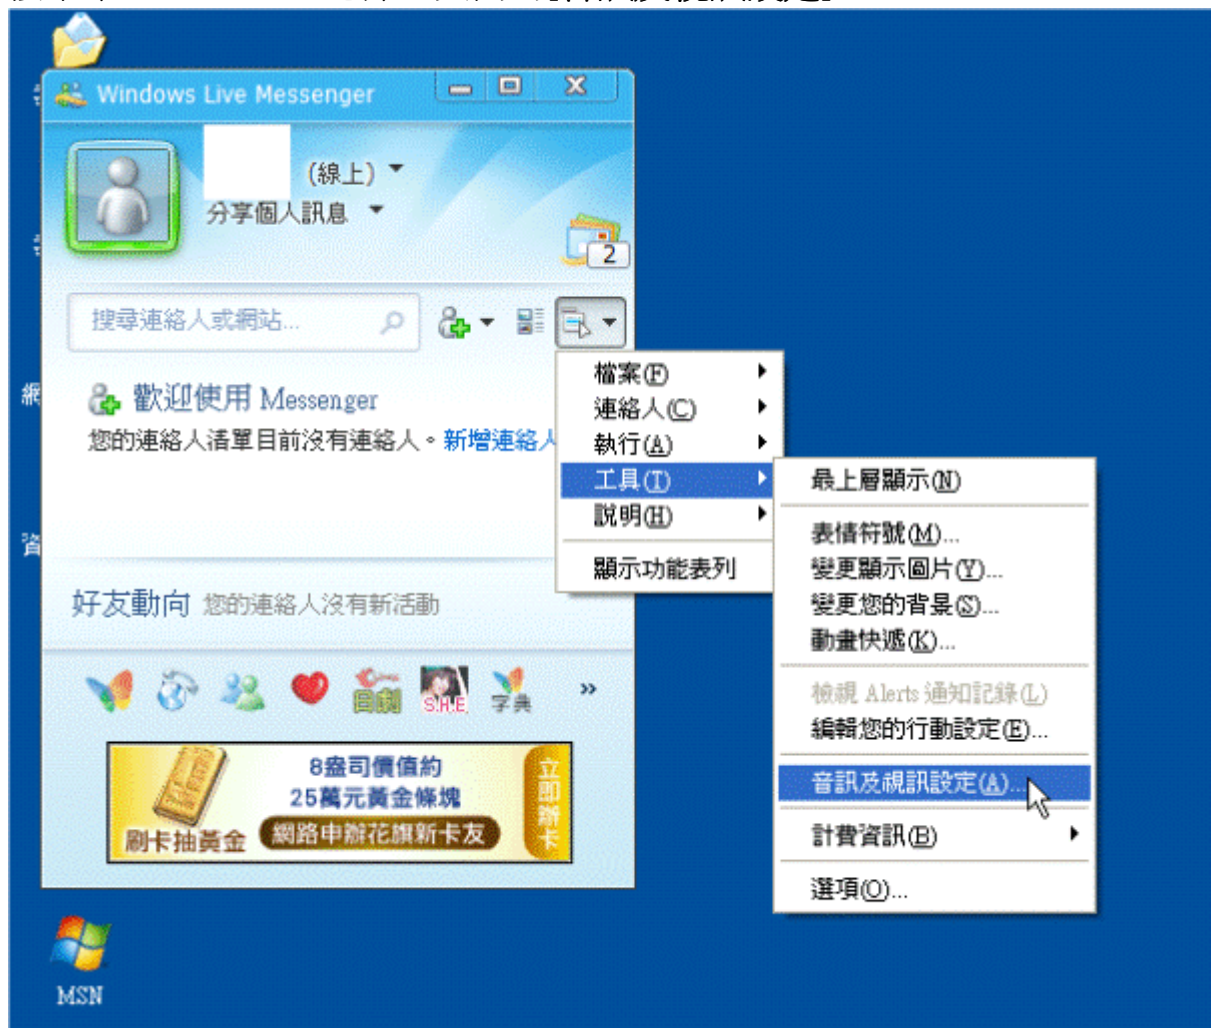 Windows Live Messenger
(線上)
分享個人訊息
2
搜尋連絡人或網站...
歡迎使用 Messenger
您的連絡人清單目前沒有連絡人。新增連絡人
檔案(F)
連絡人(C)
執行(A)
工具(T)
說明(H)
顯示功能表列
最上層顯示(N)
表情符號(M)...
變更顯示圖片(Y)...
變更您的背景(S)...
動畫快遞(K)...
檢視 Alerts 通知記錄(L)
編輯您的行動設定(E)...
音訊及視訊設定(A)...
計費資訊(B)
選項(O)...
網
資
好友動向 您的連絡人沒有新活動
日劇
S.H.E
字典
8盎司價值約
25萬元黃金條塊
刷卡抽黃金
網路申辦花旗新卡友
立即辦卡
MSN